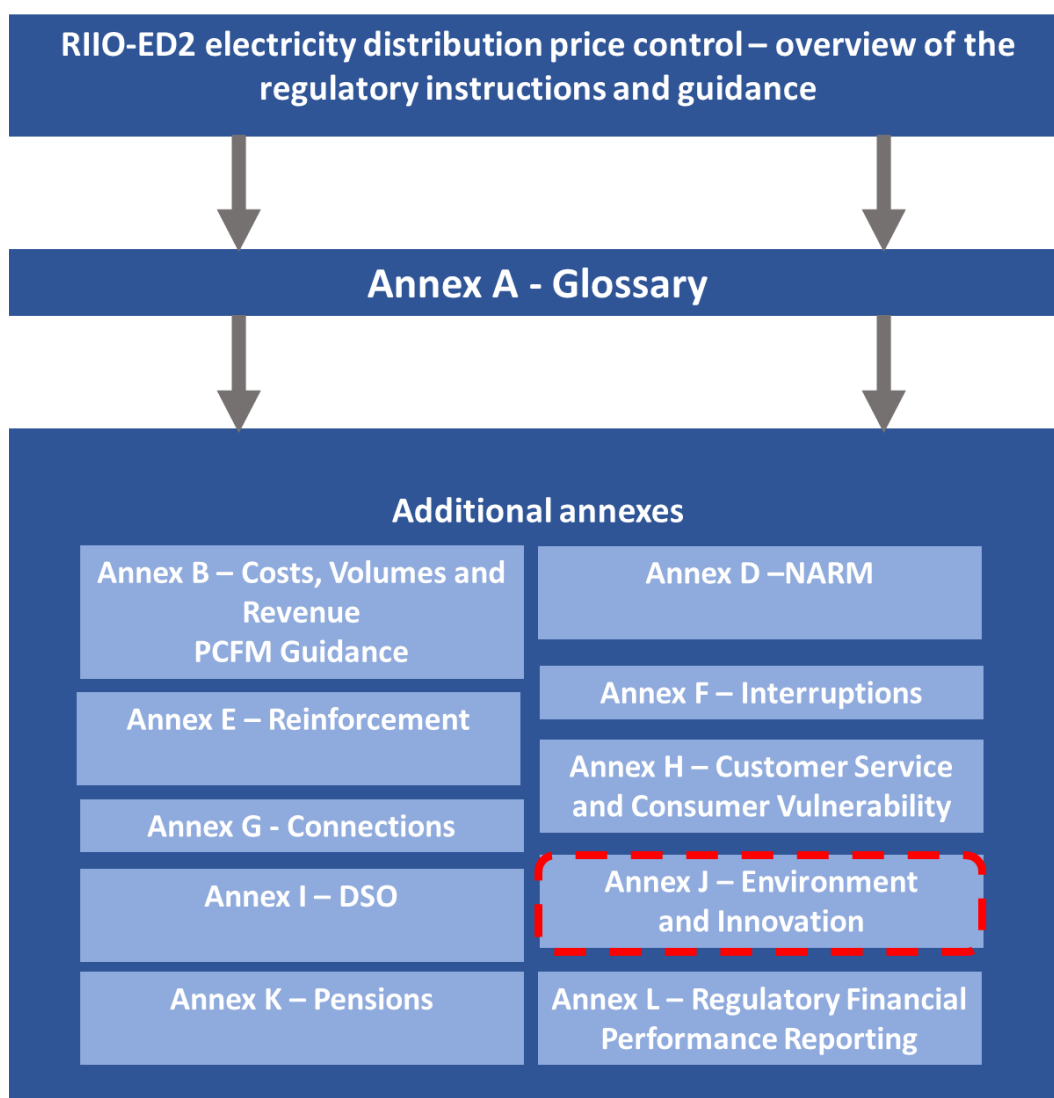 RIIO-ED2 electricity distribution price control – overview of the
regulatory instructions and guidance
Annex A - Glossary
Additional annexes
Annex B – Costs, Volumes and
Revenue
PCFM Guidance
Annex D –NARM
Annex E – Reinforcement
Annex F – Interruptions
Annex G - Connections
Annex H – Customer Service
and Consumer Vulnerability
Annex I – DSO
Annex J – Environment
and Innovation
Annex K – Pensions
Annex L – Regulatory Financial
Performance Reporting